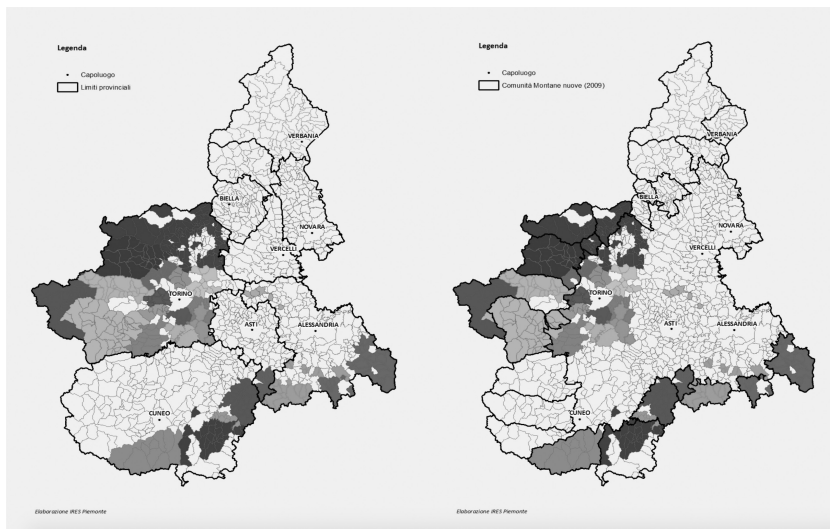 Legenda
Capoluogo
Limiti provinciali
VERBANIA
BIELLA
NOVARA
VERCELLI
TORINO
ASTI
ALESSANDRIA
CUNEO
Elaborazione IRES Piemonte
Legenda
Capoluogo
Comunità Montane nuove (2009)
VERBANIA
BIELLA
NOVARA
VERCELLI
TORINO
ASTI
ALESSANDRIA
CUNEO
Elaborazione IRES Piemonte